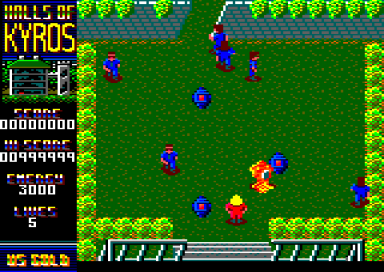 HALLS OF
KYROS
SCORE
00000000
HI SCORE
00999999
ENERGY
3000
LIVES
5
US GOLD